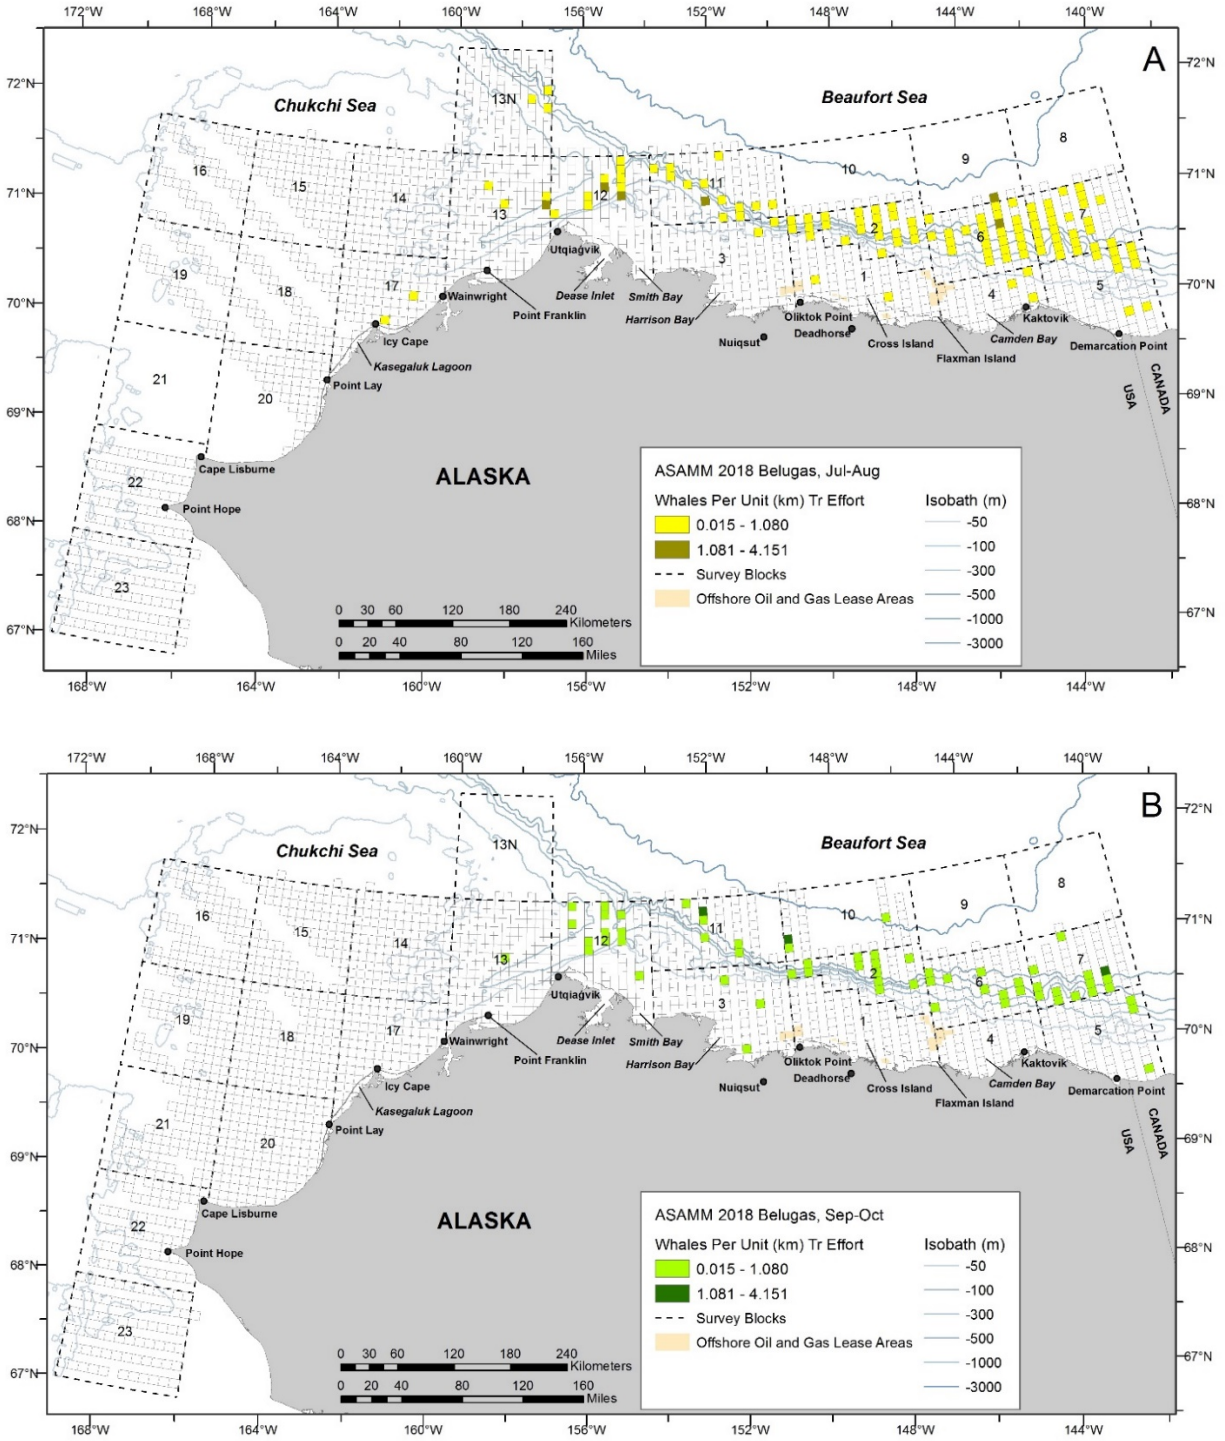 172°W 168°W 164°W 160°W 156°W 152°W 148°W 144°W 140°W
A
72°N 72°N
Chukchi Sea
Beaufort Sea
13N
8
9
10
16
15
14
13
12
11
71°N 71°N
2
7
6
3
1
19
18
17
4
5
70°N 70°N
Utqiaġvik
Wainwright
Point Franklin
Dease Inlet
Smith Bay
Harrison Bay
Oliktok Point
Deadhorse
Nuiqsut
Cross Island
Flaxman Island
Camden Bay
Kaktovik
Demarcation Point
Icy Cape
Kasegaluk Lagoon
Point Lay
21
20
69°N 69°N
USA
CANADA
Cape Lisburne
22
Point Hope
ALASKA
68°N 68°N
23
67°N 67°N
ASAMM 2018 Belugas, Jul-Aug
Whales Per Unit (km) Tr Effort
0.015 - 1.080
1.081 - 4.151
Survey Blocks
Offshore Oil and Gas Lease Areas
Isobath (m)
-50
-100
-300
-500
-1000
-3000
0 30 60 120 180 240
Kilometers
0 20 40 80 120 160
Miles
168°W 164°W 160°W 156°W 152°W 148°W 144°W
172°W 168°W 164°W 160°W 156°W 152°W 148°W 144°W 140°W
B
72°N 72°N
Chukchi Sea
Beaufort Sea
13N
8
9
10
16
15
14
13
12
11
71°N 71°N
2
7
6
3
1
19
18
17
4
5
70°N 70°N
Utqiaġvik
Wainwright
Point Franklin
Dease Inlet
Smith Bay
Harrison Bay
Oliktok Point
Deadhorse
Nuiqsut
Cross Island
Flaxman Island
Camden Bay
Kaktovik
Demarcation Point
Icy Cape
Kasegaluk Lagoon
Point Lay
21
20
69°N 69°N
USA
CANADA
Cape Lisburne
22
Point Hope
ALASKA
68°N 68°N
23
67°N 67°N
ASAMM 2018 Belugas, Sep-Oct
Whales Per Unit (km) Tr Effort
0.015 - 1.080
1.081 - 4.151
Survey Blocks
Offshore Oil and Gas Lease Areas
Isobath (m)
-50
-100
-300
-500
-1000
-3000
0 30 60 120 180 240
Kilometers
0 20 40 80 120 160
Miles
168°W 164°W 160°W 156°W 152°W 148°W 144°W